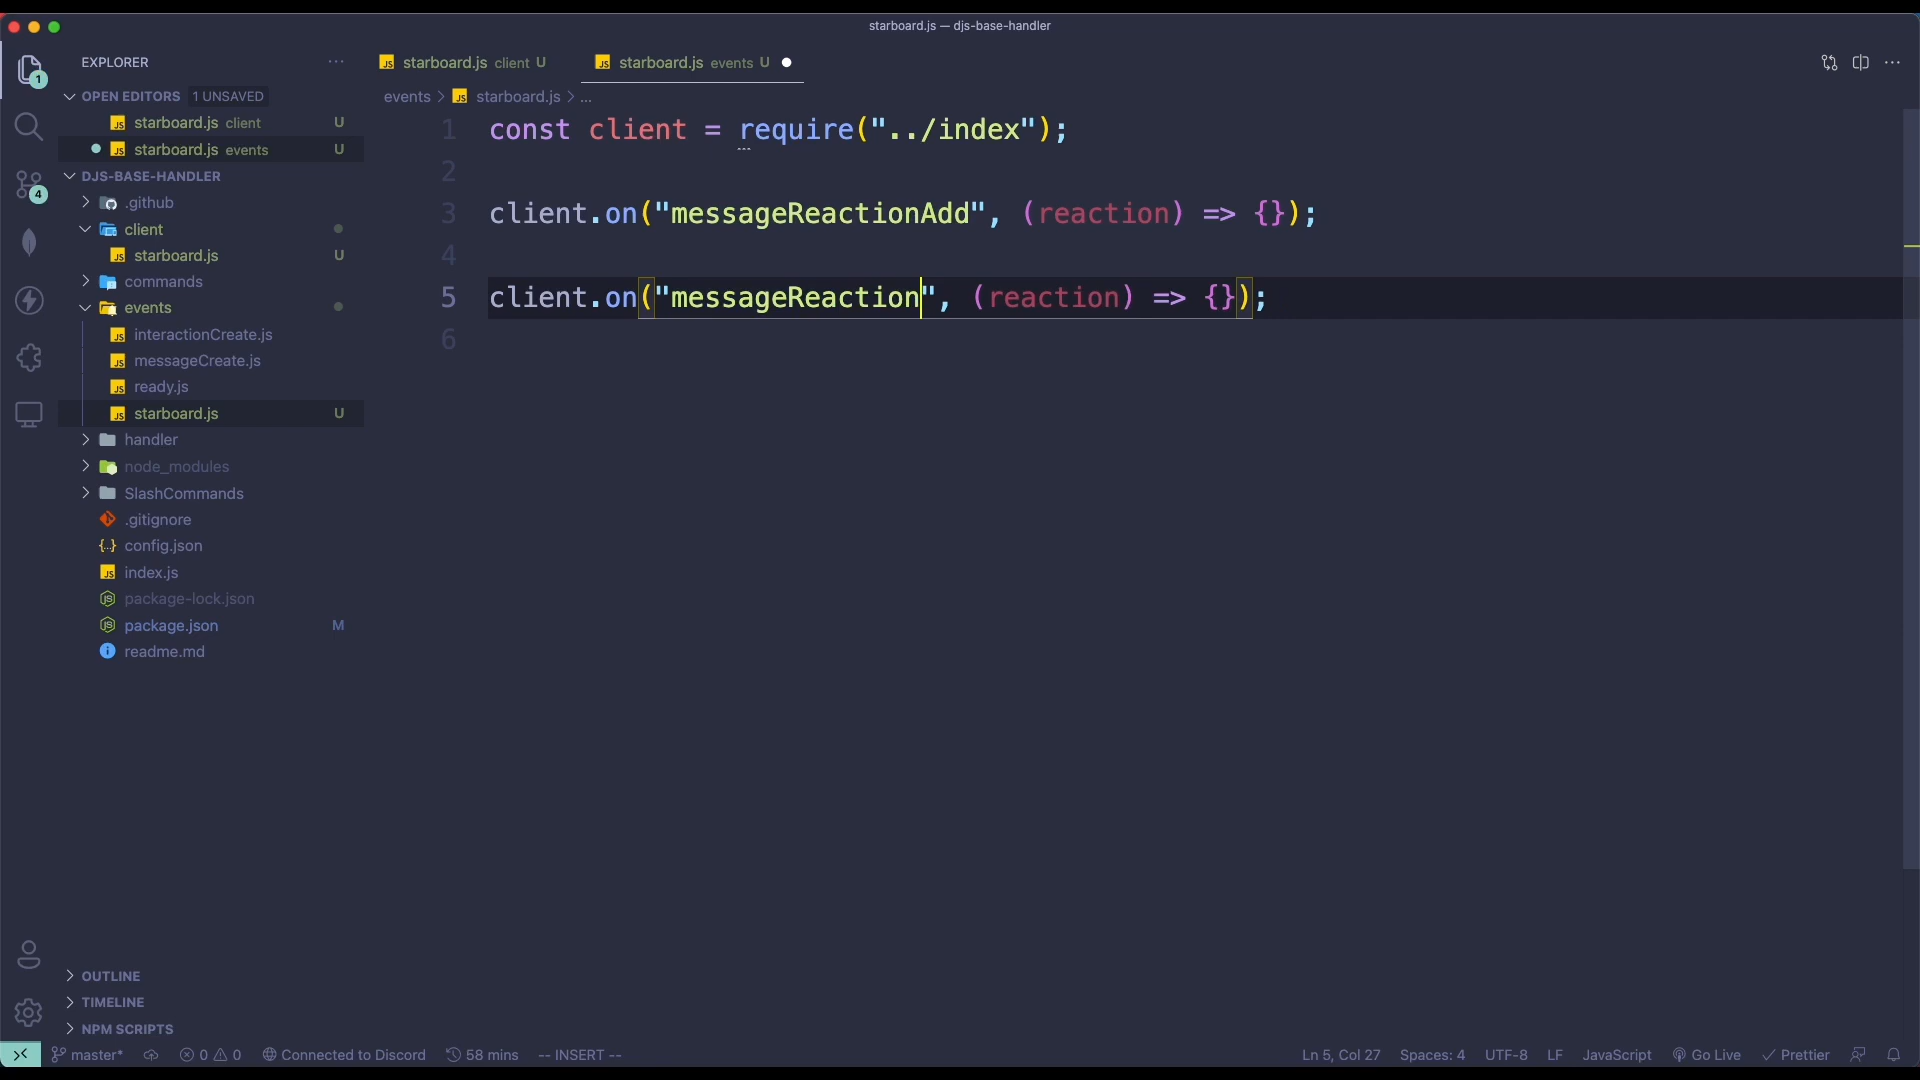 starboard.js — djs-base-handler
EXPLORER
OPEN EDITORS 1 UNSAVED
starboard.js client U
starboard.js events U
DJS-BASE-HANDLER
.github
client
starboard.js U
commands
events
interactionCreate.js
messageCreate.js
ready.js
starboard.js U
handler
node_modules
SlashCommands
.gitignore
config.json
index.js
package-lock.json
package.json M
readme.md
OUTLINE
TIMELINE
NPM SCRIPTS
1
4
starboard.js client U
starboard.js events U
events > starboard.js > ...
1 const client = require("../index");
2
3 client.on("messageReactionAdd", (reaction) => {});
4
5 client.on("messageReaction", (reaction) => {});
6
master* 0 0 Connected to Discord 58 mins -- INSERT -- Ln 5, Col 27 Spaces: 4 UTF-8 LF JavaScript Go Live Prettier